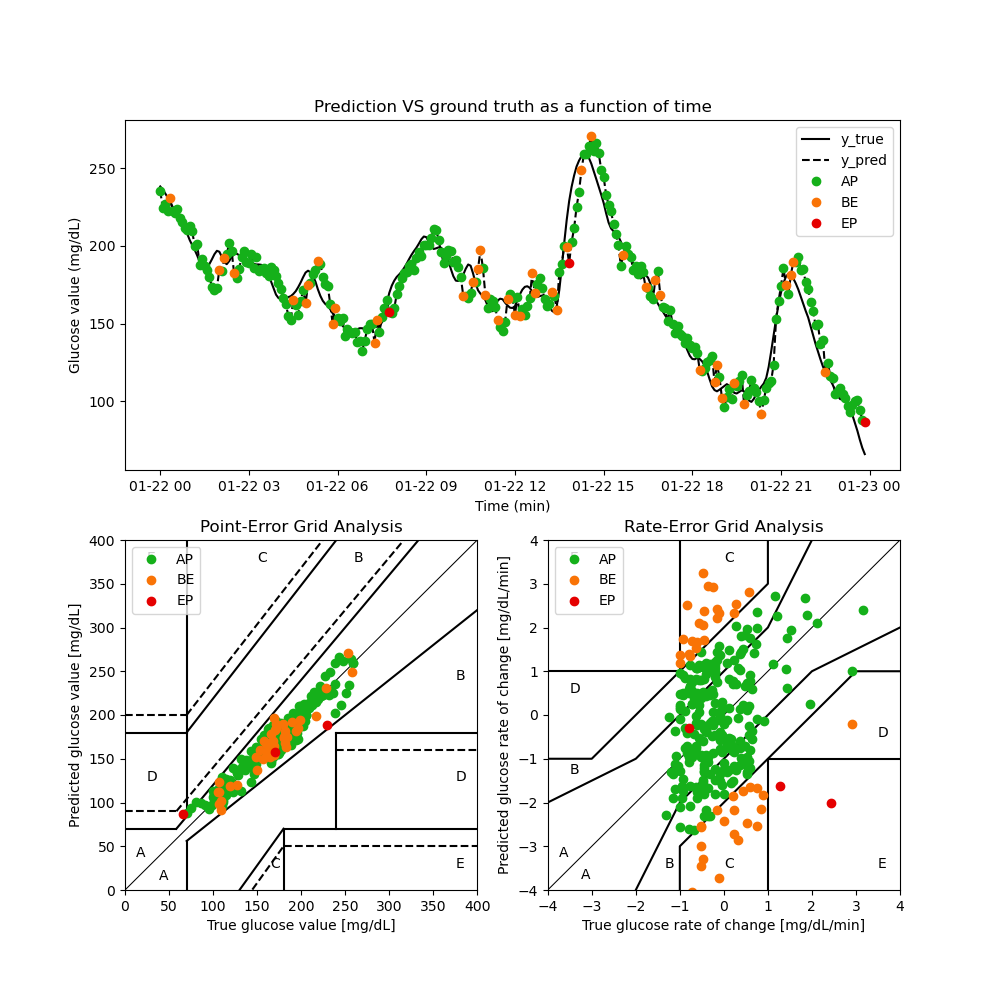 Prediction VS ground truth as a function of time
Glucose value (mg/dL)
250
200
150
100
y_true
y_pred
AP
BE
EP
01-22 00 01-22 03 01-22 06 01-22 09 01-22 12 01-22 15 01-22 18 01-22 21 01-23 00
Time (min)
Point-Error Grid Analysis
Predicted glucose value [mg/dL]
400
350
300
250
200
150
100
50
0
AP
BE
EP
C
B
B
D
D
A
A
C
E
0 50 100 150 200 250 300 350 400
True glucose value [mg/dL]
Rate-Error Grid Analysis
Predicted glucose rate of change [mg/dL/min]
4
3
2
1
0
−1
−2
−3
−4
AP
BE
EP
C
D
D
B
A
A
B
C
E
−4 −3 −2 −1 0 1 2 3 4
True glucose rate of change [mg/dL/min]